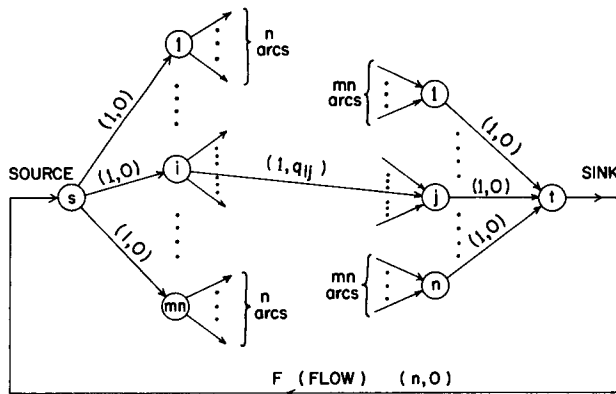 1
n
arcs
mn
arcs
1
(1,0)
(1,0)
SOURCE
(1,0)
i
(1,qij)
SINK
s
j
(1,0)
t
(1,0)
(1,0)
mn
n
arcs
mn
arcs
n
F (FLOW) (n,0)